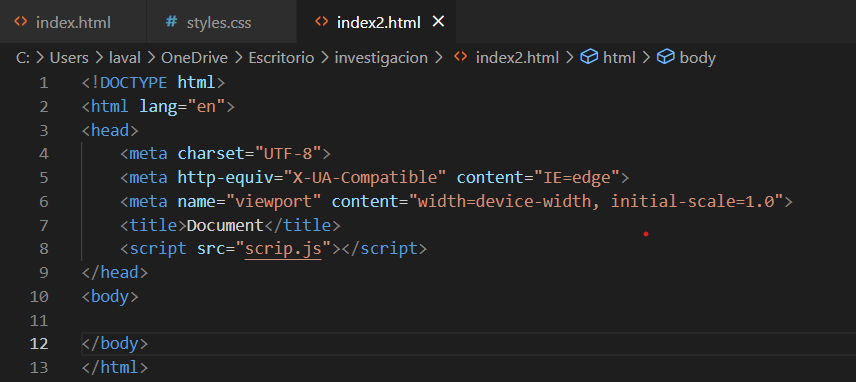 index.html # styles.css index2.html
C: > Users > laval > OneDrive > Escritorio > investigacion > index2.html > html > body
1 <!DOCTYPE html>
2 <html lang="en">
3 <head>
4 <meta charset="UTF-8">
5 <meta http-equiv="X-UA-Compatible" content="IE=edge">
6 <meta name="viewport" content="width=device-width, initial-scale=1.0">
7 <title>Document</title>
8 <script src="scrip.js"></script>
9 </head>
10 <body>
11
12 </body>
13 </html>